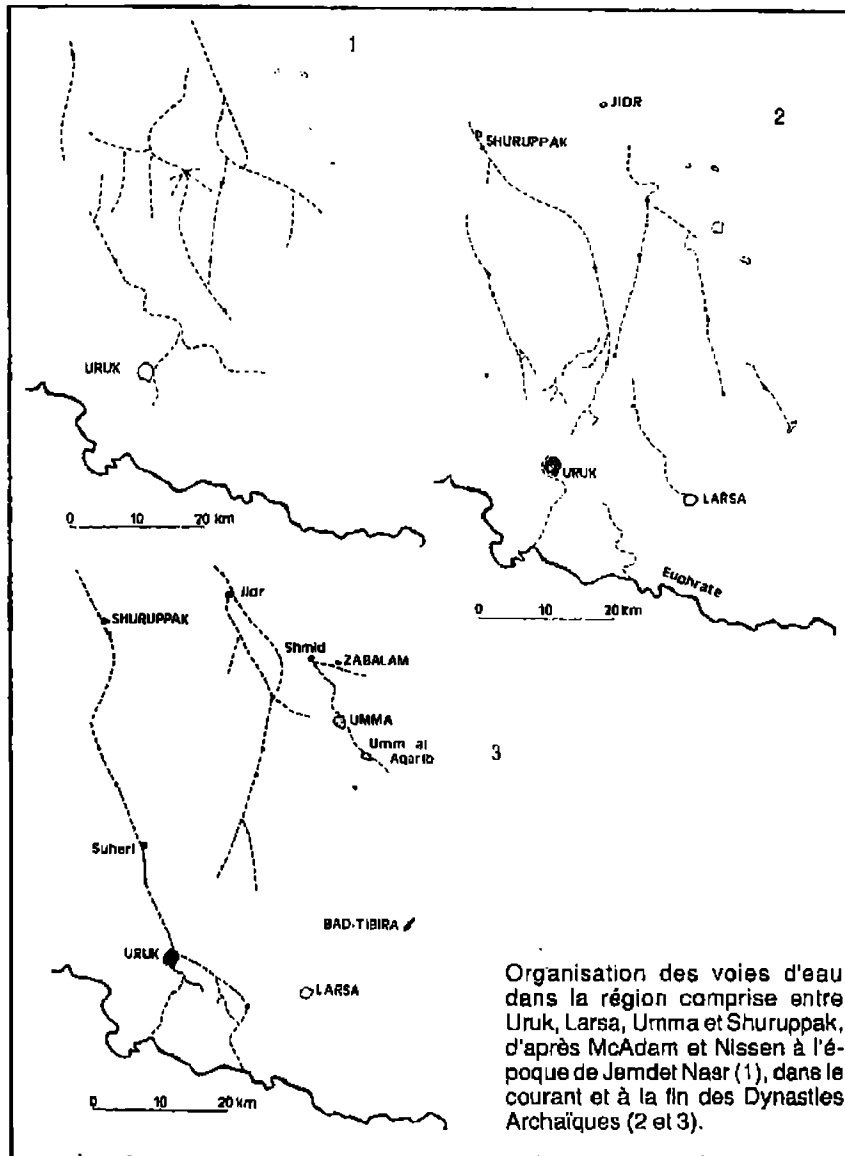 1
URUK
0 10 20 km
2
JIDR
SHURUPPAK
URUK
LARSA
Euphrate
0 10 20 km
3
SHURUPPAK
Jidr
Shmid
ZABALAM
UMMA
Umm al
Aqarib
Suheri
BAD-TIBIRA
URUK
LARSA
0 10 20 km
Organisation des voies d'eau
dans la région comprise entre
Uruk, Larsa, Umma et Shuruppak,
d'après McAdam et Nissen à l'é-
poque de Jemdet Nasr (1), dans le
courant et à la fin des Dynasties
Archaïques (2 et 3).